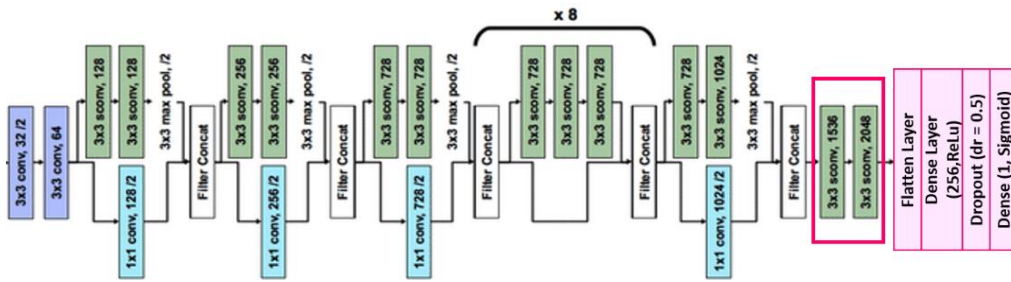 x 8
3x3 conv, 32 /2
3x3 conv, 64
3x3 sconv, 128
3x3 sconv, 128
3x3 max pool, /2
1x1 conv, 128 /2
Filter Concat
3x3 sconv, 256
3x3 sconv, 256
3x3 max pool, /2
1x1 conv, 256 /2
Filter Concat
3x3 sconv, 728
3x3 sconv, 728
3x3 max pool, /2
1x1 conv, 728 /2
Filter Concat
3x3 sconv, 728
3x3 sconv, 728
3x3 sconv, 728
Filter Concat
3x3 sconv, 728
3x3 sconv, 1024
3x3 max pool, /2
1x1 conv, 1024 /2
Filter Concat
3x3 sconv, 1536
3x3 sconv, 2048
Flatten Layer
Dense Layer
(256,ReLu)
Dropout (dr = 0.5)
Dense (1, Sigmoid)